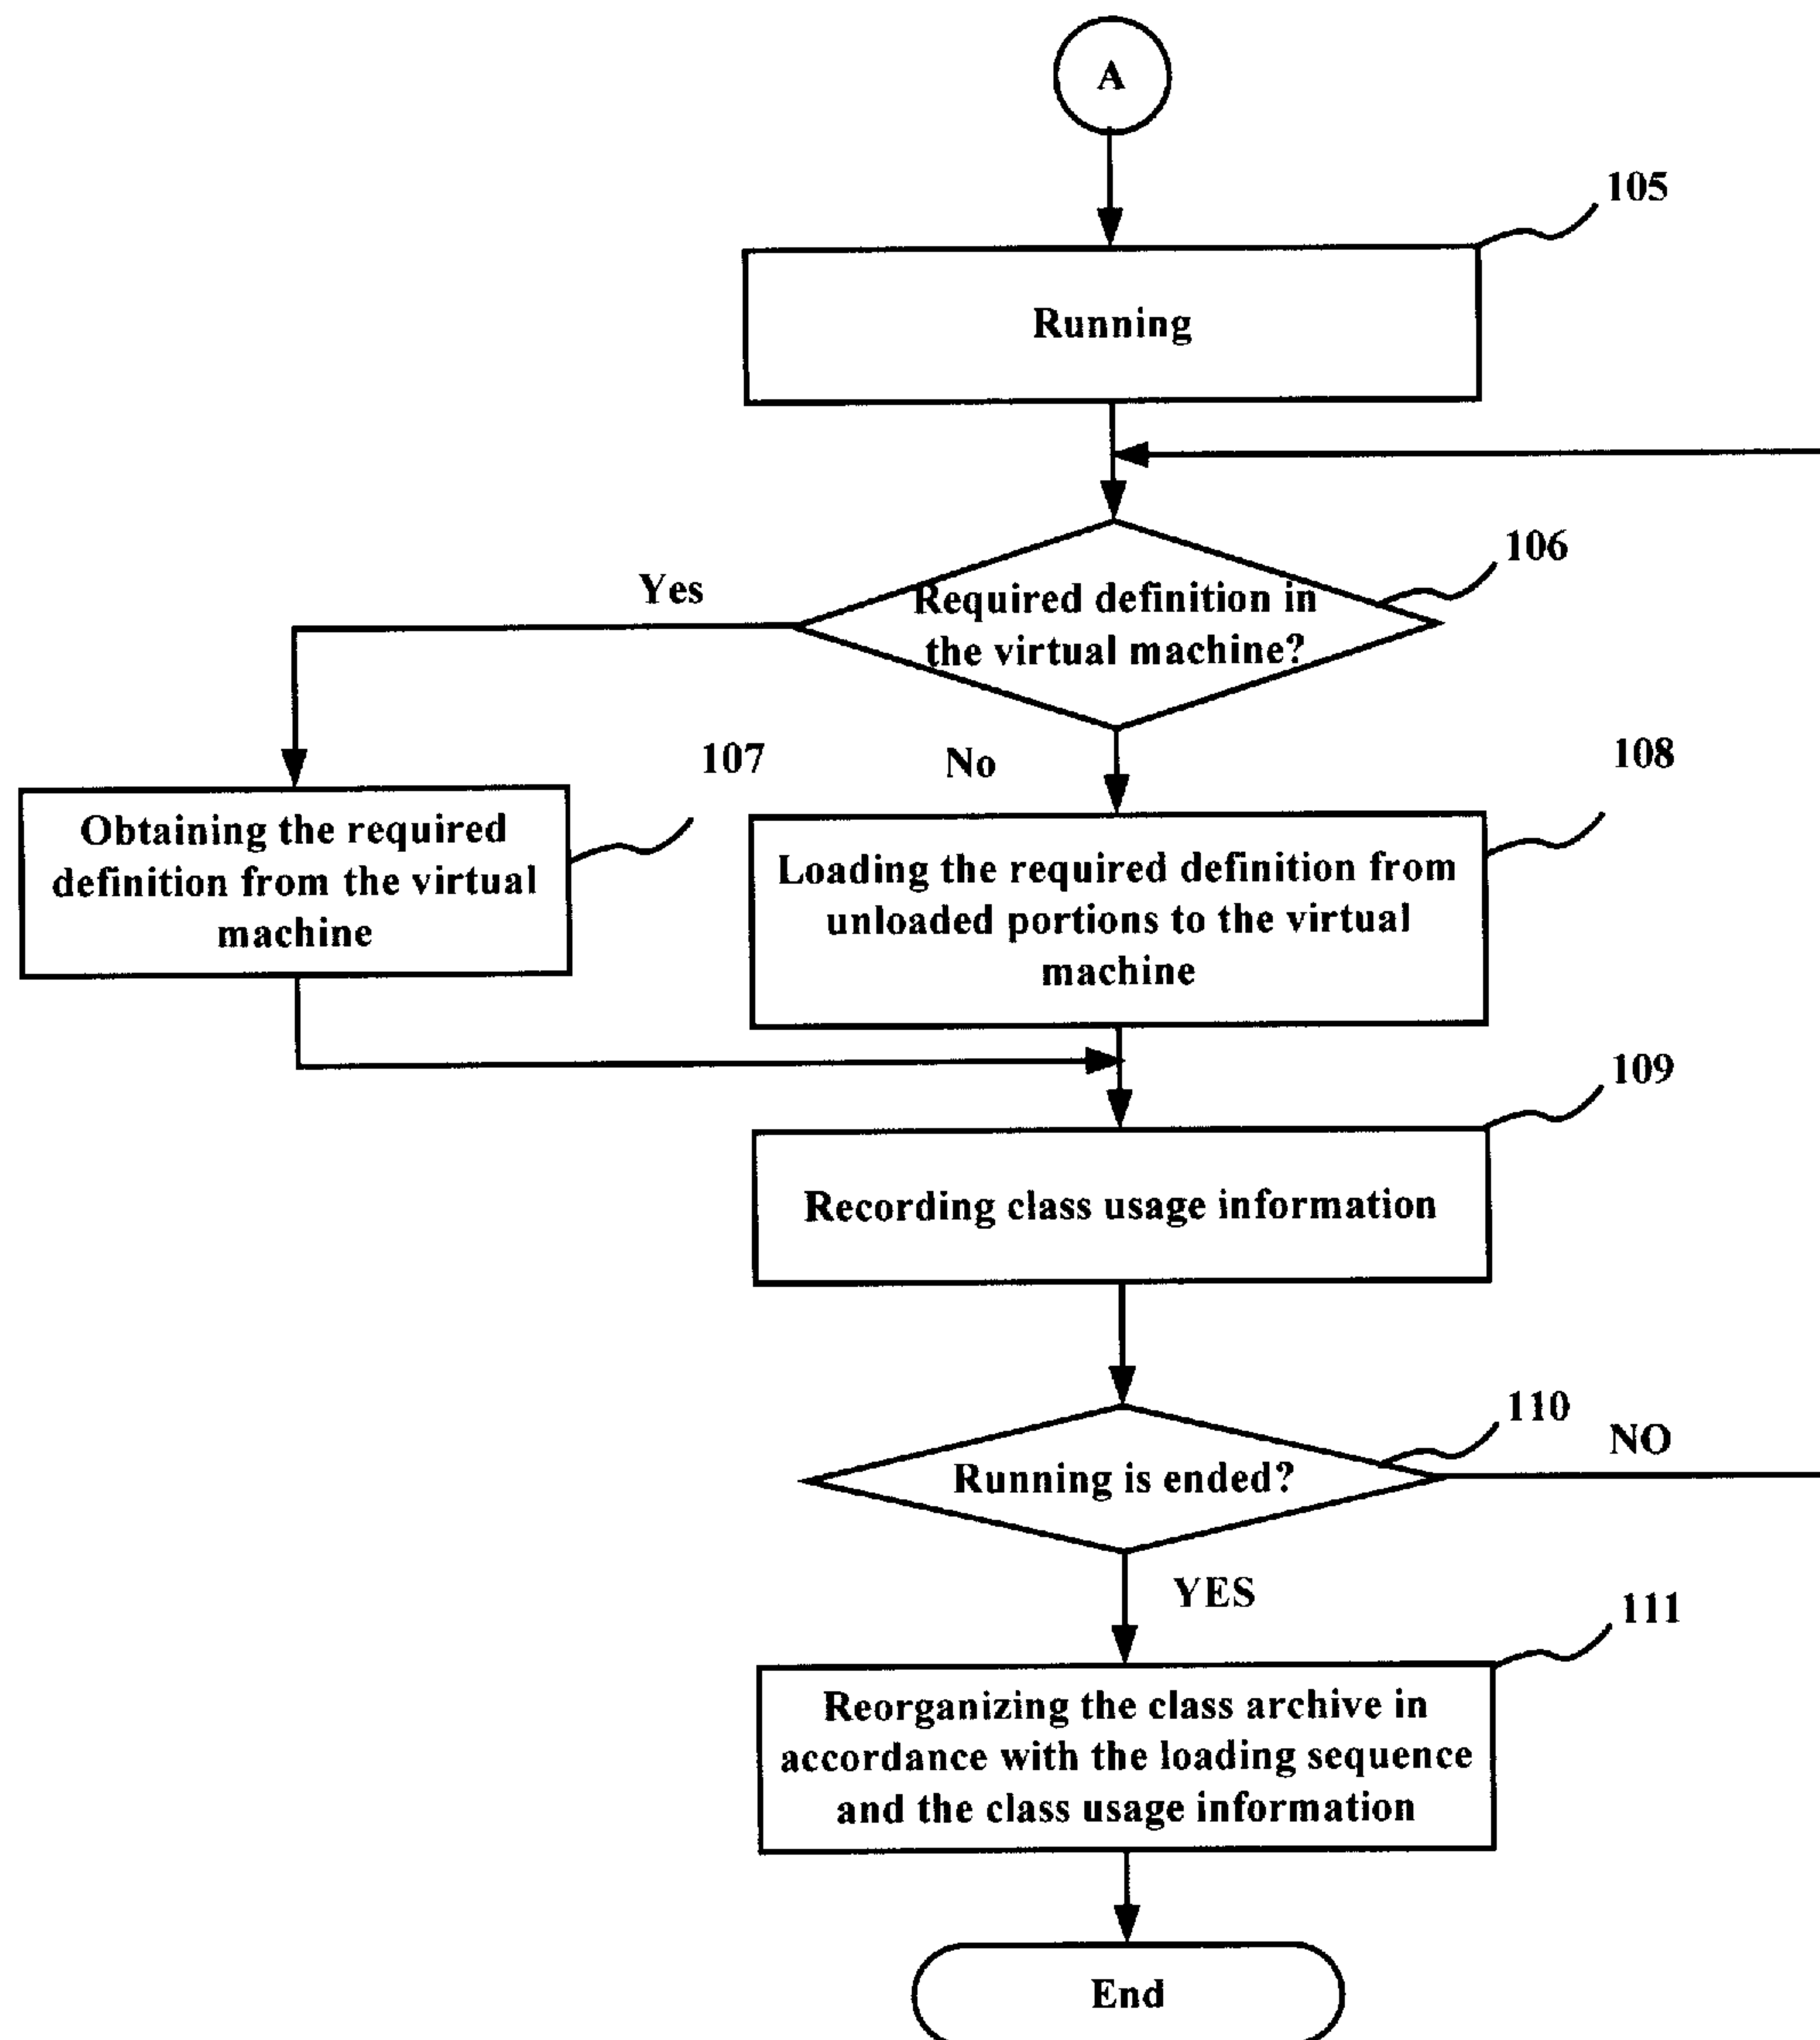 A
105
Running
106
Yes
Required definition in
the virtual machine?
107
No
108
Obtaining the required
definition from the virtual
machine
Loading the required definition from
unloaded portions to the virtual
machine
109
Recording class usage information
110
NO
Running is ended?
YES
111
Reorganizing the class archive in
accordance with the loading sequence
and the class usage information
End